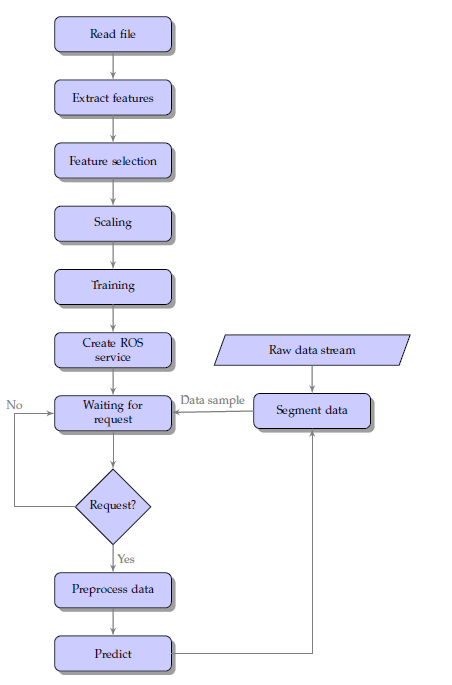 Read file
Extract features
Feature selection
Scaling
Training
Create ROS
service
Raw data stream
Waiting for
request
Data sample
Segment data
No
Request?
Yes
Preprocess data
Predict